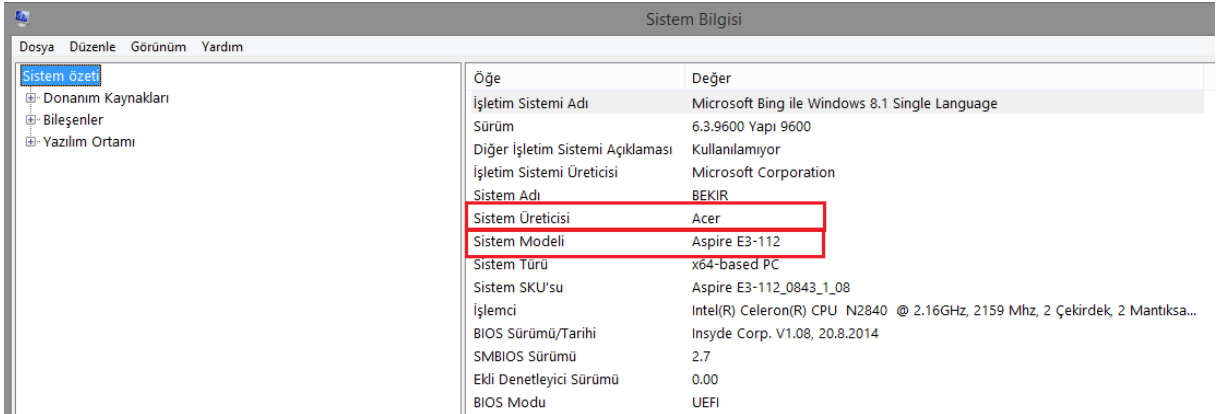 Sistem Bilgisi
Dosya Düzenle Görünüm Yardım
Sistem özeti
Donanım Kaynakları
Bileşenler
Yazılım Ortamı
Öğe Değer
İşletim Sistemi Adı Microsoft Bing ile Windows 8.1 Single Language
Sürüm 6.3.9600 Yapı 9600
Diğer İşletim Sistemi Açıklaması Kullanılamıyor
İşletim Sistemi Üreticisi Microsoft Corporation
Sistem Adı BEKIR
Sistem Üreticisi Acer
Sistem Modeli Aspire E3-112
Sistem Türü x64-based PC
Sistem SKU'su Aspire E3-112_0843_1_08
İşlemci Intel(R) Celeron(R) CPU N2840 @ 2.16GHz, 2159 Mhz, 2 Çekirdek, 2 Mantıksa...
BIOS Sürümü/Tarihi Insyde Corp. V1.08, 20.8.2014
SMBIOS Sürümü 2.7
Ekli Denetleyici Sürümü 0.00
BIOS Modu UEFI